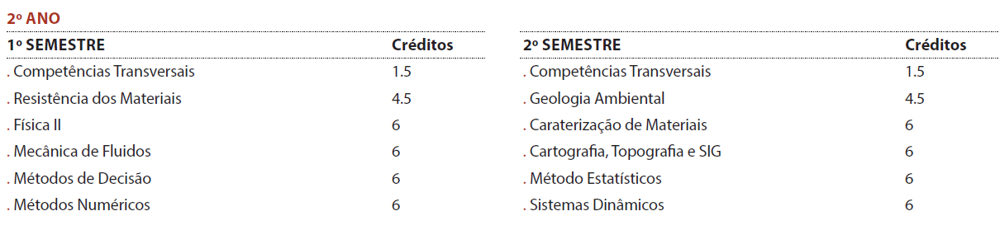 2º ANO
1º SEMESTRE Créditos
. Competências Transversais 1.5
. Resistência dos Materiais 4.5
. Física II 6
. Mecânica de Fluidos 6
. Métodos de Decisão 6
. Métodos Numéricos 6
2º SEMESTRE Créditos
. Competências Transversais 1.5
. Geologia Ambiental 4.5
. Caraterização de Materiais 6
. Cartografia, Topografia e SIG 6
. Método Estatísticos 6
. Sistemas Dinâmicos 6